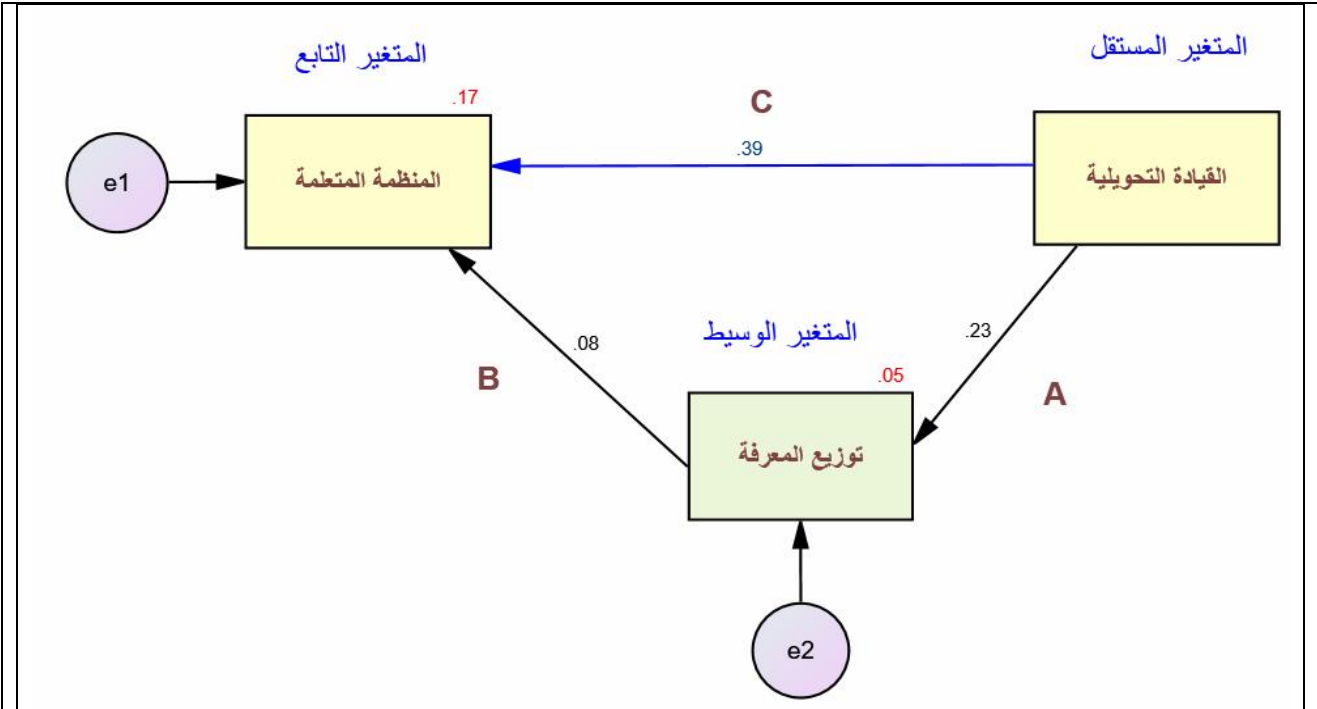 المتغير المستقل
المتغير التابع
.17
C
.39
القيادة التحويلية
المنظمة المتعلمة
e1
المتغير الوسيط
.23
.08
.05
B
A
توزيع المعرفة
e2